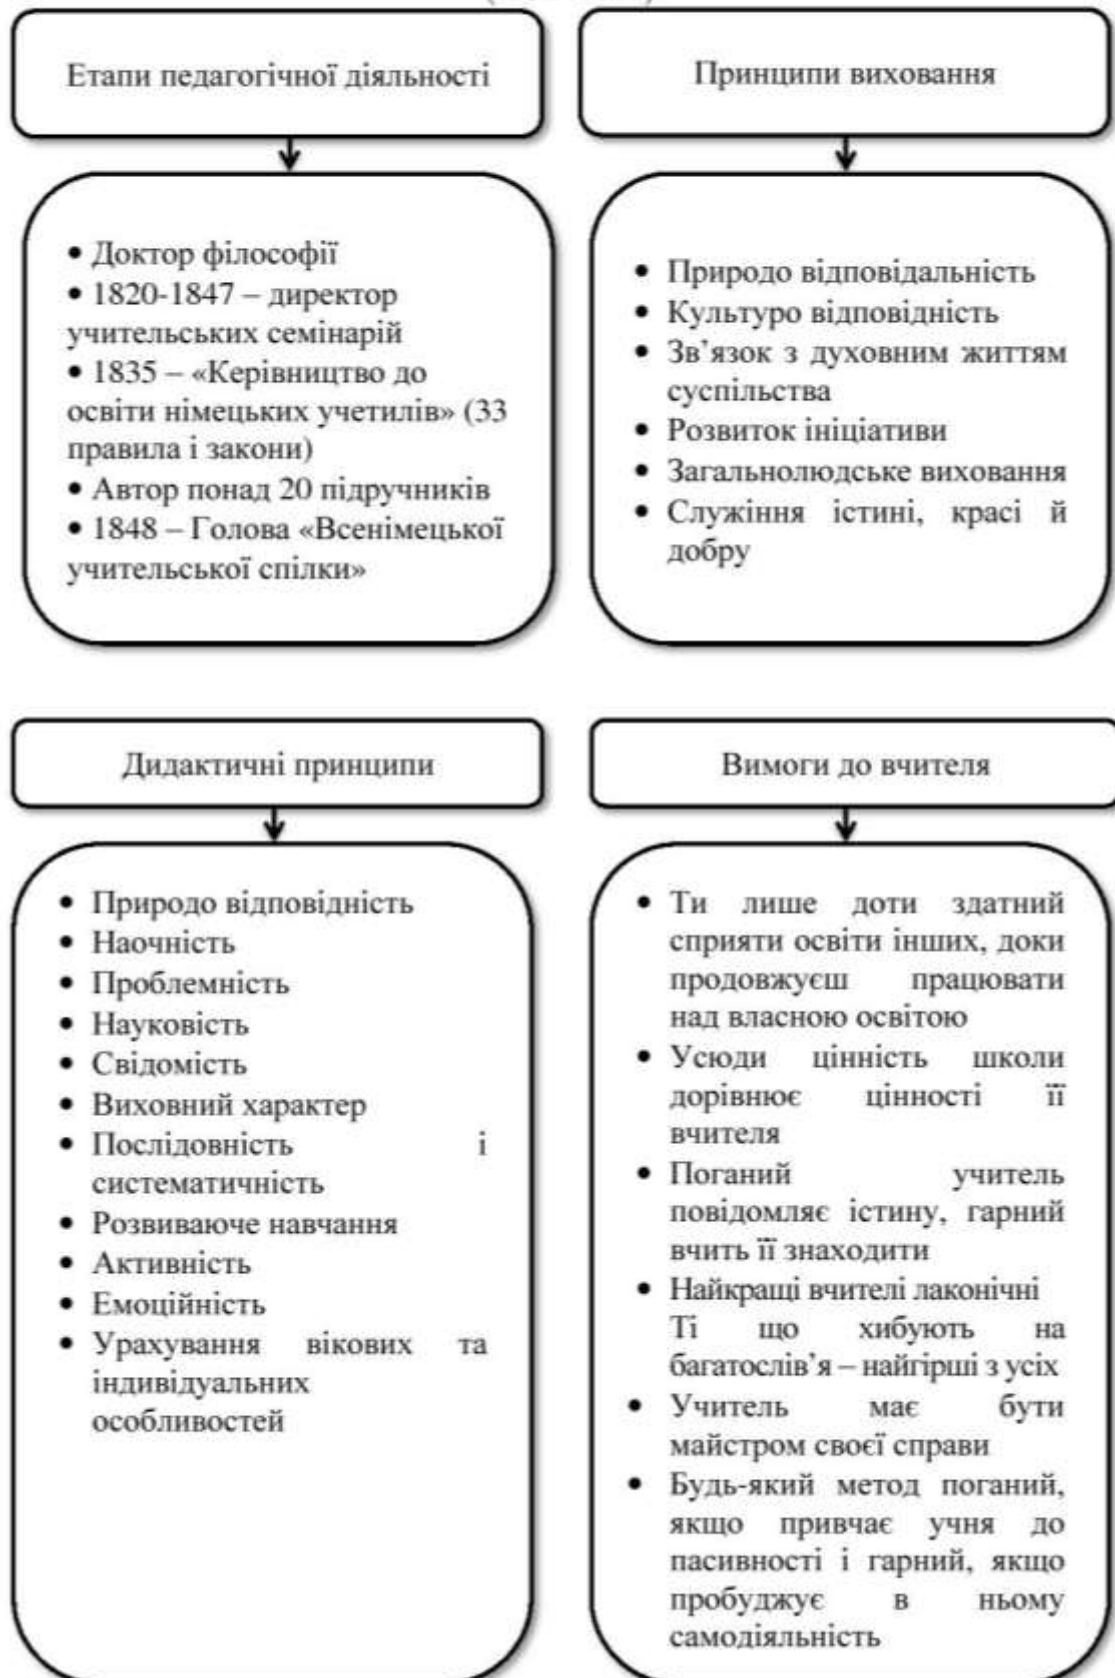 Етапи педагогічної діяльності
• Доктор філософії
• 1820-1847 – директор
учительських семінарій
• 1835 – «Керівництво до
освіти німецьких учетилів» (33
правила і закони)
• Автор понад 20 підручників
• 1848 – Голова «Всенімецької
учительської спілки»
Принципи виховання
• Природо відповідальність
• Культуро відповідність
• Зв’язок з духовним життям
суспільства
• Розвиток ініціативи
• Загальнолюдське виховання
• Служіння істині, красі й
добру
Дидактичні принципи
• Природо відповідність
• Наочність
• Проблемність
• Науковість
• Свідомість
• Виховний характер
• Послідовність і
систематичність
• Розвиваюче навчання
• Активність
• Емоційність
• Урахування вікових та
індивідуальних
особливостей
Вимоги до вчителя
• Ти лише доти здатний
сприяти освіти інших, доки
продовжуєш працювати
над власною освітою
• Усюди цінність школи
дорівнює цінності її
вчителя
• Поганий учитель
повідомляє істину, гарний
вчить її знаходити
• Найкращі вчителі лаконічні
Ті що хибують на
багатослів’я – найгірші з усіх
• Учитель має бути
майстром своєї справи
• Будь-який метод поганий,
якщо привчає учня до
пасивності і гарний, якщо
пробуджує в ньому
самодіяльність